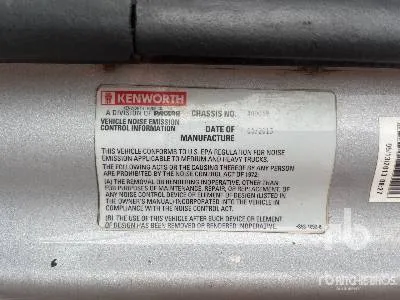 KENWORTH
A DIVISION OF PACCAR CHASSIS NO.
VEHICLE NOISE EMISSION
CONTROL INFORMATION
DATE OF
MANUFACTURE
THIS VEHICLE CONFORMS TO U.S. EPA REGULATION FOR NOISE
EMISSION APPLICABLE TO MEDIUM AND HEAVY TRUCKS.
THE FOLLOWING ACTS OR THE CAUSING THEREOF BY ANY PERSON
ARE PROHIBITED BY THE NOISE CONTROL ACT OF 1972:
(A) THE REMOVAL OR RENDERING INOPERATIVE, OTHER THAN
FOR PURPOSES OF MAINTENANCE, REPAIR, OR REPLACEMENT, OF
ANY NOISE CONTROL DEVICE OR ELEMENT OF DESIGN (LISTED IN
THE OWNER'S MANUAL) INCORPORATED INTO THE VEHICLE IN
COMPLIANCE WITH THE NOISE CONTROL ACT.
(B) THE USE OF THIS VEHICLE AFTER SUCH DEVICE OR ELEMENT
OF DESIGN HAS BEEN REMOVED OR RENDERED INOPERATIVE.
rb
RITCHIE BROS